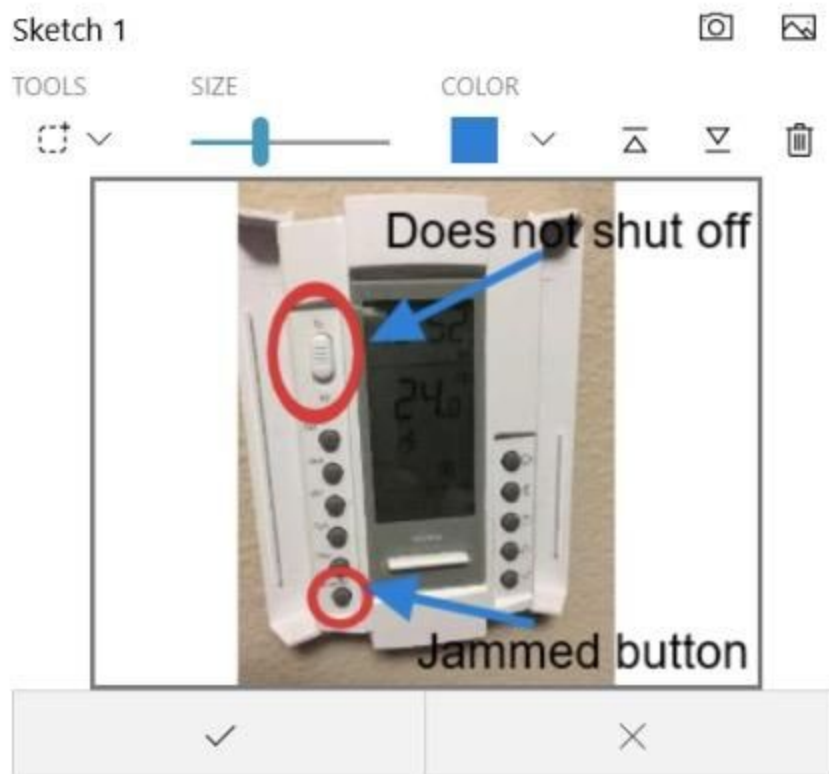 Sketch 1
TOOLS
SIZE
COLOR
Does not shut off
24.0
Jammed button